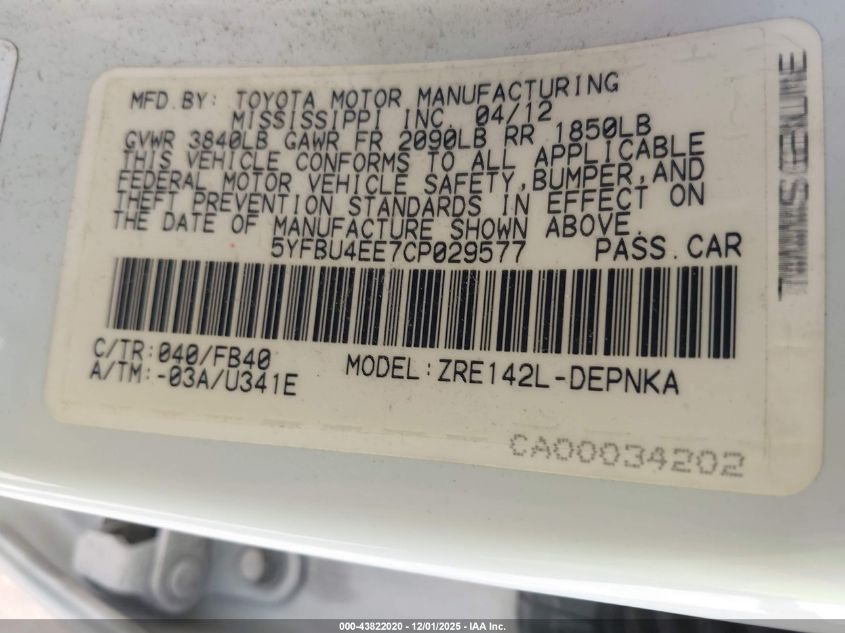 MFD.BY: TOYOTA MOTOR MANUFACTURING
MISSISSIPPI INC. 04/12
GVWR 3840LB GAWR FR 2090LB RR 1850LB
THIS VEHICLE CONFORMS TO ALL APPLICABLE
FEDERAL MOTOR VEHICLE SAFETY,BUMPER,AND
THEFT PREVENTION STANDARDS IN EFFECT ON
THE DATE OF MANUFACTURE SHOWN ABOVE.
5YFBU4EE7CP029577 PASS.CAR
C/TR:040/FB40
A/TM:-03A/U341E
MODEL:ZRE142L-DEPNKA
CA00034202
GENUINE
000-43822020 - 12/01/2025 - IAA Inc.